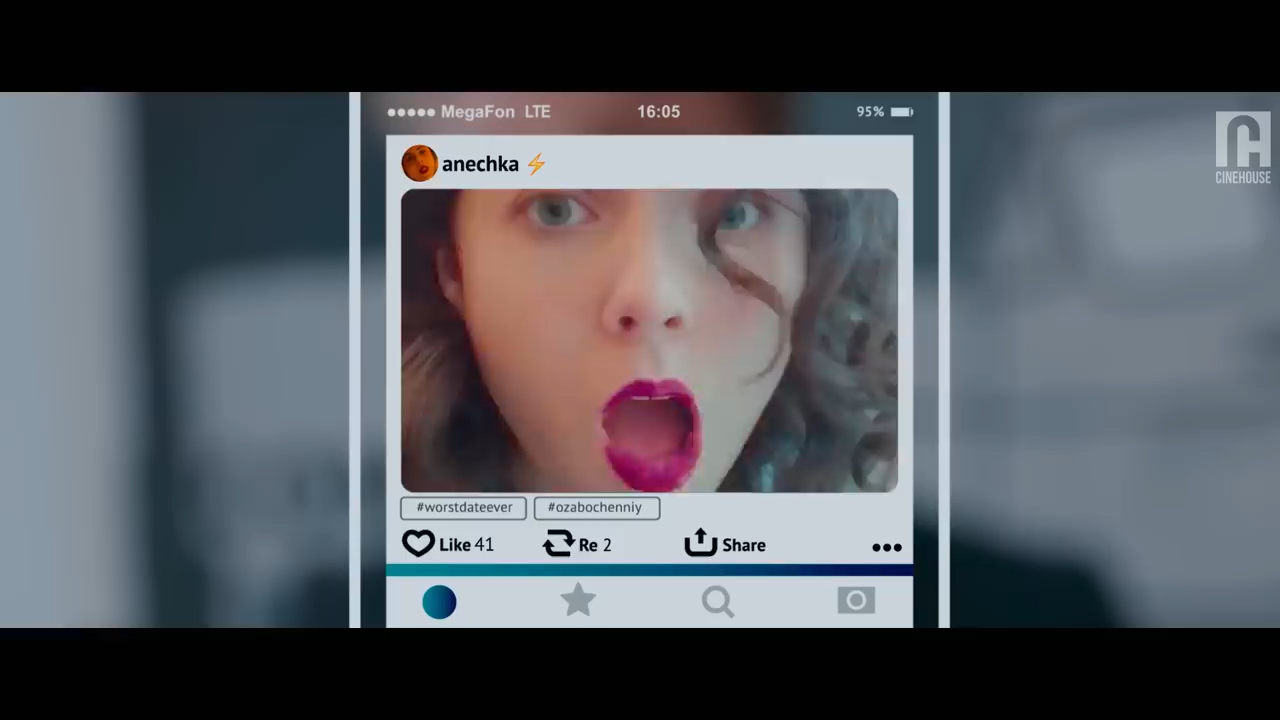 ●●●●● MegaFon LTE 16:05 95%
CINEHOUSE
anechka ⚡
#worstdateever #ozabochenniy
Like 41 Re 2 Share •••